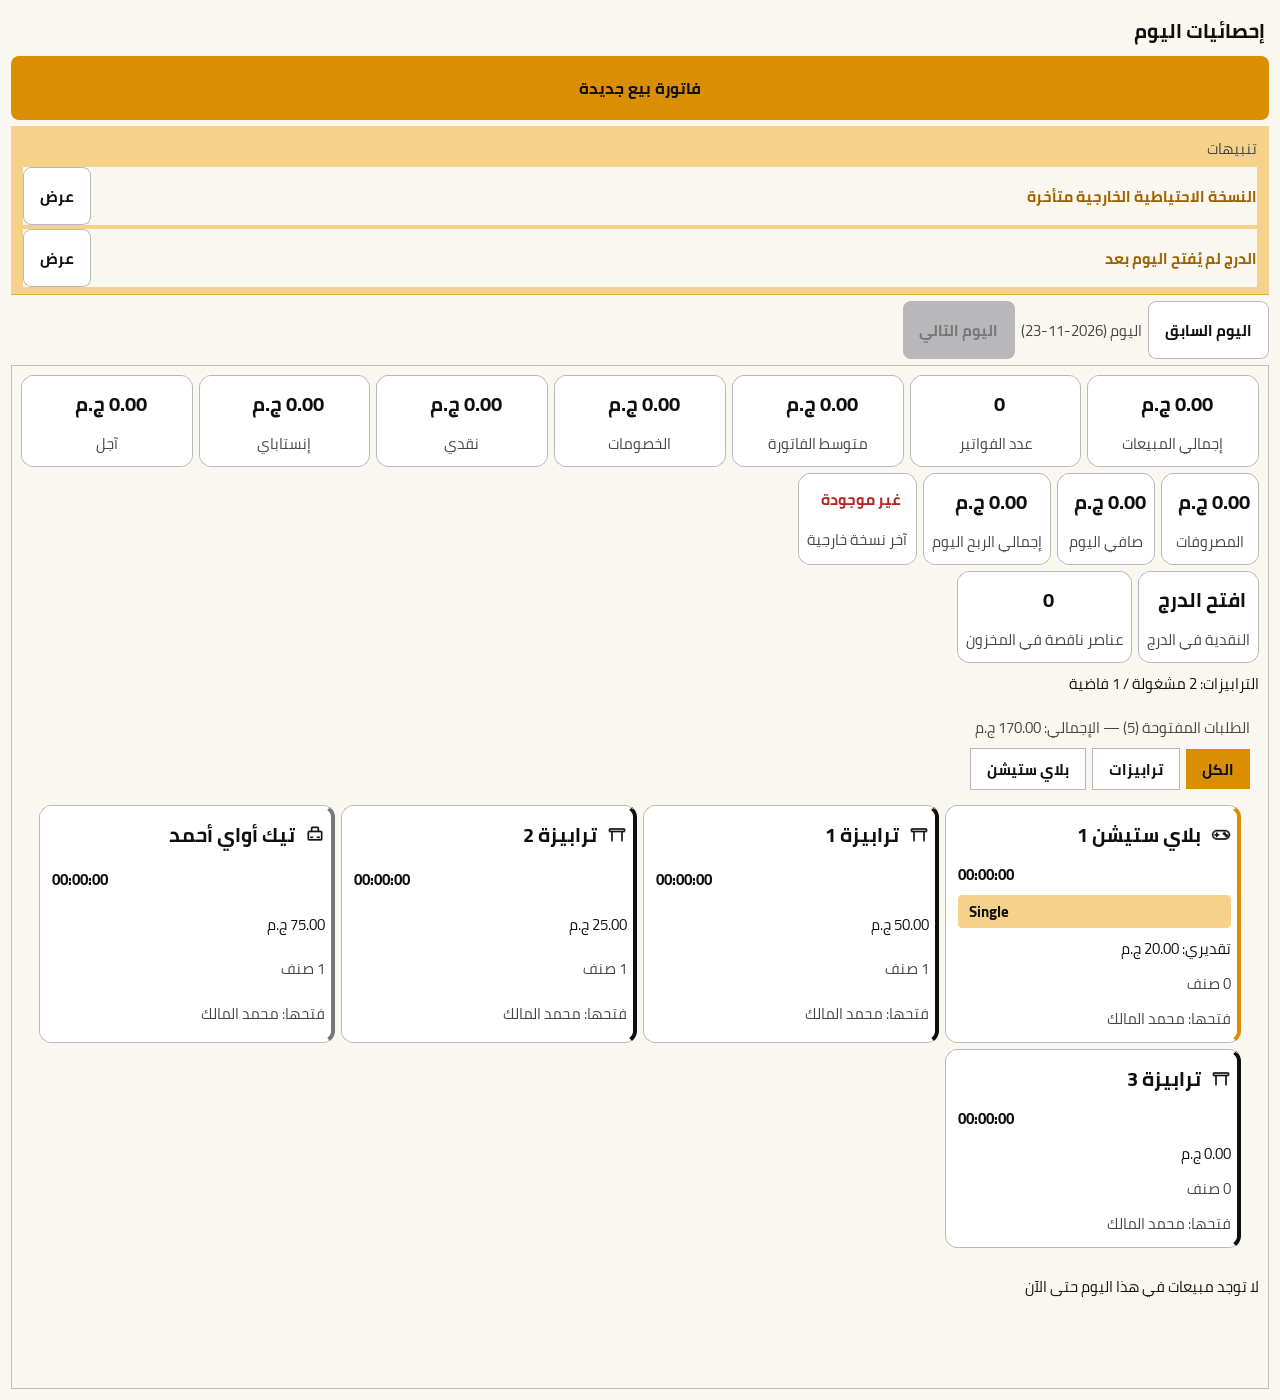 إحصائيات اليوم
فاتورة بيع جديدة
تنبيهات
النسخة الاحتياطية الخارجية متأخرة
عرض
الدرج لم يُفتح اليوم بعد
عرض
اليوم السابق
اليوم (2026-11-23)
اليوم التالي
0.00 ج.م
إجمالي المبيعات
0
عدد الفواتير
0.00 ج.م
متوسط الفاتورة
0.00 ج.م
الخصومات
0.00 ج.م
نقدي
0.00 ج.م
إنستاباي
0.00 ج.م
آجل
0.00 ج.م
المصروفات
0.00 ج.م
صافي اليوم
0.00 ج.م
إجمالي الربح اليوم
غير موجودة
آخر نسخة خارجية
افتح الدرج
النقدية في الدرج
0
عناصر ناقصة في المخزون
الترابيزات: 2 مشغولة / 1 فاضية
الطلبات المفتوحة (5) — الإجمالي: 170.00 ج.م
الكل
ترابيزات
بلاي ستيشن
بلاي ستيشن 1
00:00:00
Single
تقديري: 20.00 ج.م
0 صنف
فتحها: محمد المالك
ترابيزة 1
00:00:00
50.00 ج.م
1 صنف
فتحها: محمد المالك
ترابيزة 2
00:00:00
25.00 ج.م
1 صنف
فتحها: محمد المالك
تيك أواي أحمد
00:00:00
75.00 ج.م
1 صنف
فتحها: محمد المالك
ترابيزة 3
00:00:00
0.00 ج.م
0 صنف
فتحها: محمد المالك
لا توجد مبيعات في هذا اليوم حتى الآن